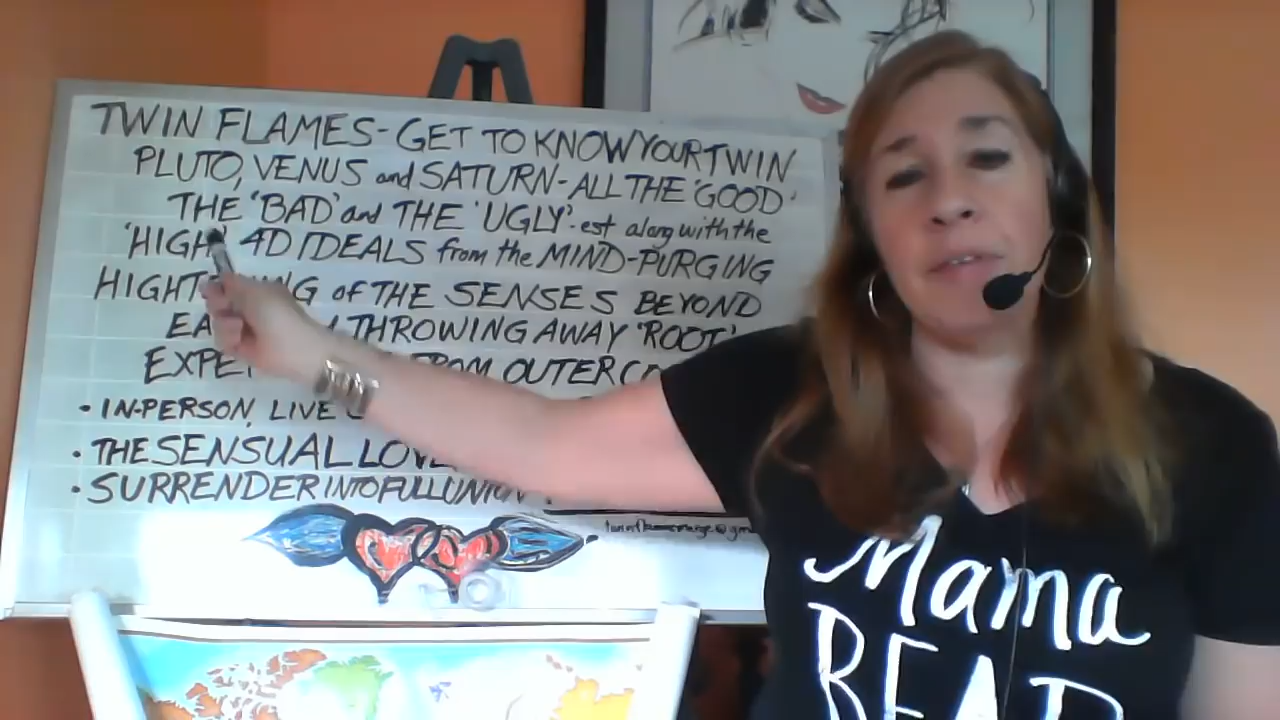 TWIN FLAMES-GET TO KNOW YOUR TWIN
PLUTO, VENUS and SATURN-ALL THE 'GOOD'
THE 'BAD' and THE 'UGLY'-est along with the
'HIGH' 4D IDEALS from the MIND-PURGING
OF THE SENSES BEYOND
THROWING AWAY 'ROOT'
OUTER
• IN-PERSON, LIVE
• THE SENSUAL
• SURRENDER INTO FULL UNION
Mama
BEAR